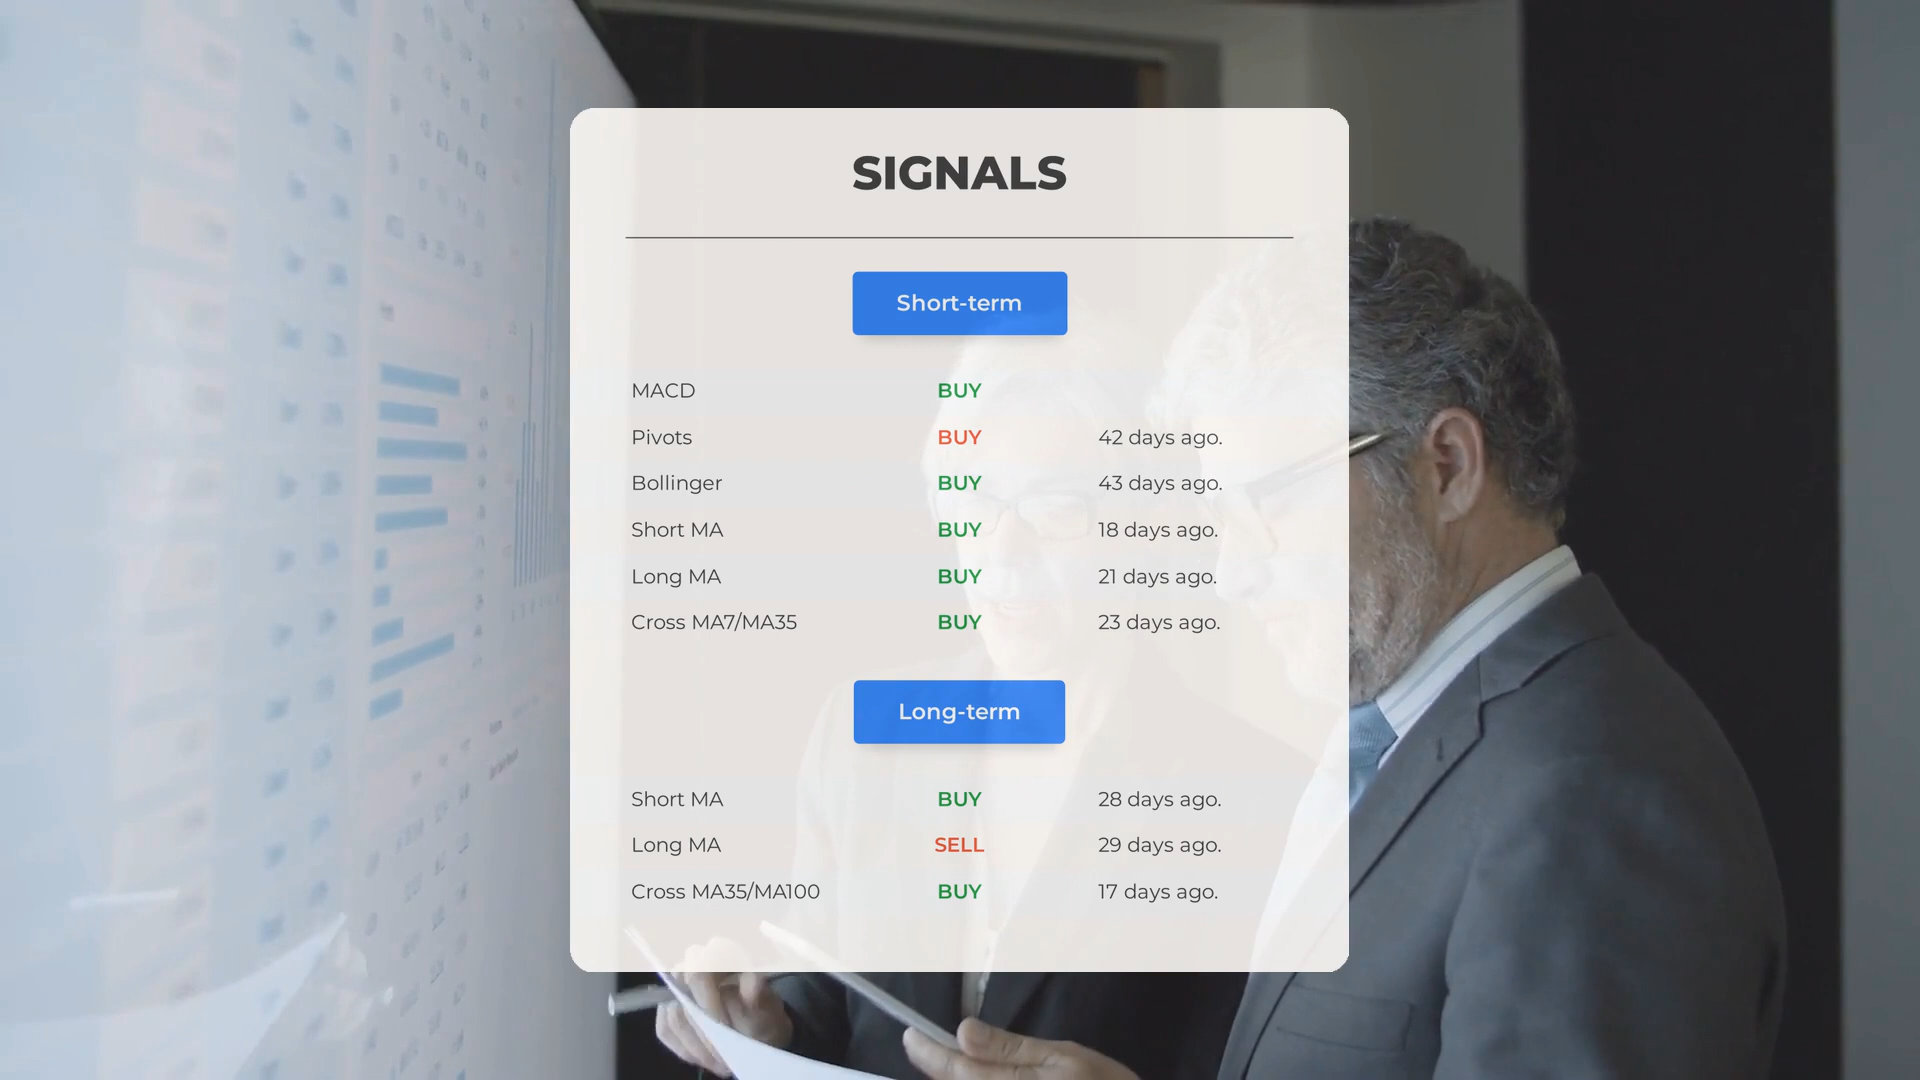 SIGNALS
Short-term
MACD BUY
Pivots BUY 42 days ago.
Bollinger BUY 43 days ago.
Short MA BUY 18 days ago.
Long MA BUY 21 days ago.
Cross MA7/MA35 BUY 23 days ago.
Long-term
Short MA BUY 28 days ago.
Long MA SELL 29 days ago.
Cross MA35/MA100 BUY 17 days ago.